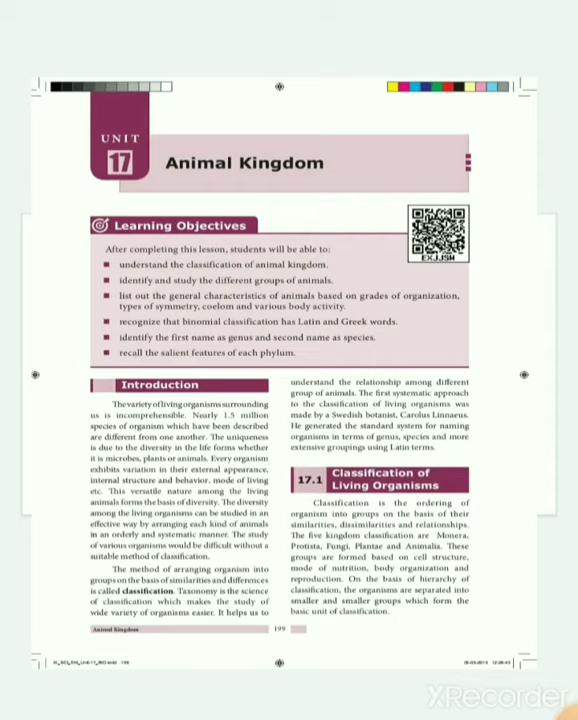 UNIT
17
Animal Kingdom
Learning Objectives
EXJJSM
After completing this lesson, students will be able to:
understand the classification of animal kingdom.
identify and study the different groups of animals.
list out the general characteristics of animals based on grades of organization,
types of symmetry, coelom and various body activity.
recognize that binomial classification has Latin and Greek words.
identify the first name as genus and second name as species.
recall the salient features of each phylum.
Introduction
The variety of living organisms surrounding
us is incomprehensible. Nearly 1.5 million
species of organism which have been described
are different from one another. The uniqueness
is due to the diversity in the life forms whether
it is microbes, plants or animals. Every organism
exhibits variation in their external appearance,
internal structure and behavior, mode of living
etc. This versatile nature among the living
animals forms the basis of diversity. The diversity
among the living organisms can be studied in an
effective way by arranging each kind of animals
in an orderly and systematic manner. The study
of various organisms would be difficult without a
suitable method of classification.
The method of arranging organism into
groups on the basis of similarities and differences
is called classification. Taxonomy is the science
of classification which makes the study of
wide variety of organisms easier. It helps us to
understand the relationship among different
group of animals. The first systematic approach
to the classification of living organisms was
made by a Swedish botanist, Carolus Linnaeus.
He generated the standard system for naming
organisms in terms of genus, species and more
extensive groupings using Latin terms.
17.1 Classification of
Living Organisms
Classification is the ordering of
organism into groups on the basis of their
similarities, dissimilarities and relationships.
The five kingdom classification are Monera,
Protista, Fungi, Plantae and Animalia. These
groups are formed based on cell structure,
mode of nutrition, body organization and
reproduction. On the basis of hierarchy of
classification, the organisms are separated into
smaller and smaller groups which form the
basic unit of classification.
Animal Kingdom
199
XRecorder